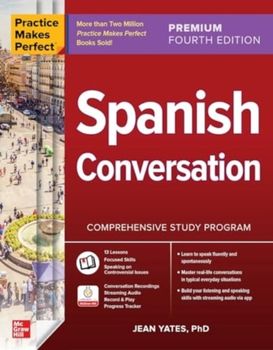 Practice
Makes
Perfect
More than Two Million
Practice Makes Perfect
Books Sold!
PREMIUM
FOURTH EDITION
Spanish
Conversation
COMPREHENSIVE STUDY PROGRAM
13 Lessons
Focused Skills
Speaking on
Controversial Issues
Conversation Recordings
Streaming Audio
Record & Play
Progress Tracker
• Learn to speak fluently and
spontaneously
• Master real-life conversations
in typical everyday situations
• Build your listening and speaking
skills with streaming audio via app
Mc
Graw
Hill
JEAN YATES, PhD